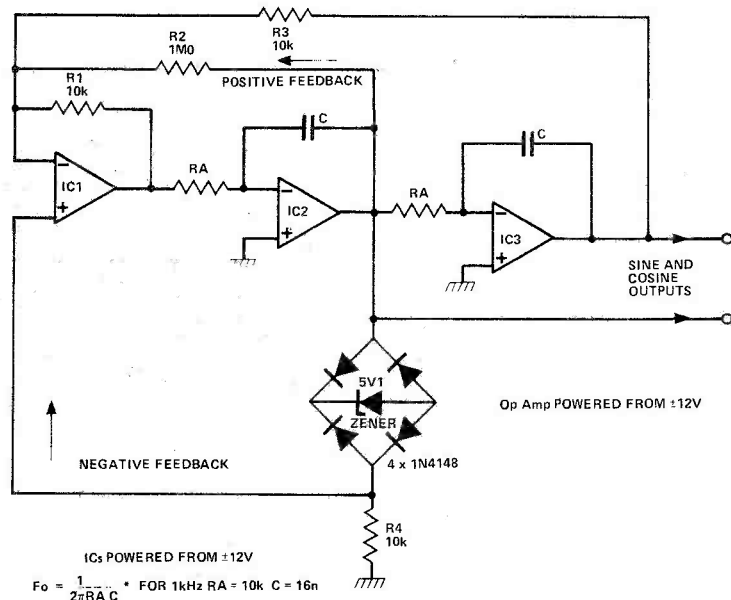 R3
10k
R2
1M0
POSITIVE FEEDBACK
R1
10k
C
C
RA
RA
IC1
IC2
IC3
−
+
−
+
−
+
SINE AND
COSINE
OUTPUTS
5V1
ZENER
4 x 1N4148
Op Amp POWERED FROM ±12V
NEGATIVE FEEDBACK
R4
10k
ICs POWERED FROM ±12V
Fo = 1/2πRA C * FOR 1kHz RA = 10k C = 16n